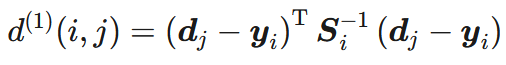 d^{(1)}(i, j) = (d_j − y_i)^T S_i^{−1} (d_j − y_i)